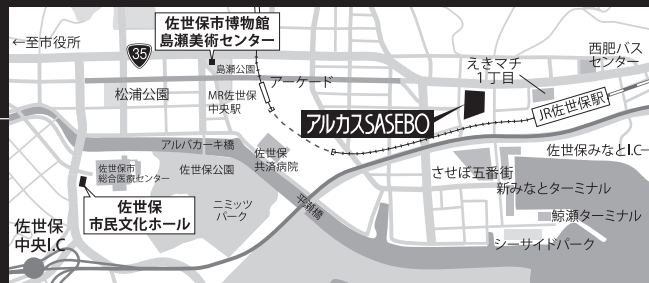 ←至市役所
35
佐世保市博物館
島瀬美術センター
島瀬公園
松浦公園
MR佐世保
中央駅
アーケード
アルカスSASEBO
えきマチ
1丁目
西肥バス
センター
JR佐世保駅
佐世保みなとI.C
アルバカーキ橋
佐世保市
総合医療センター
佐世保公園
佐世保
共済病院
させぼ五番街
新みなとターミナル
鯨瀬ターミナル
シーサイドパーク
佐世保
市民文化ホール
ニミッツ
パーク
平瀬橋
佐世保
中央I.C